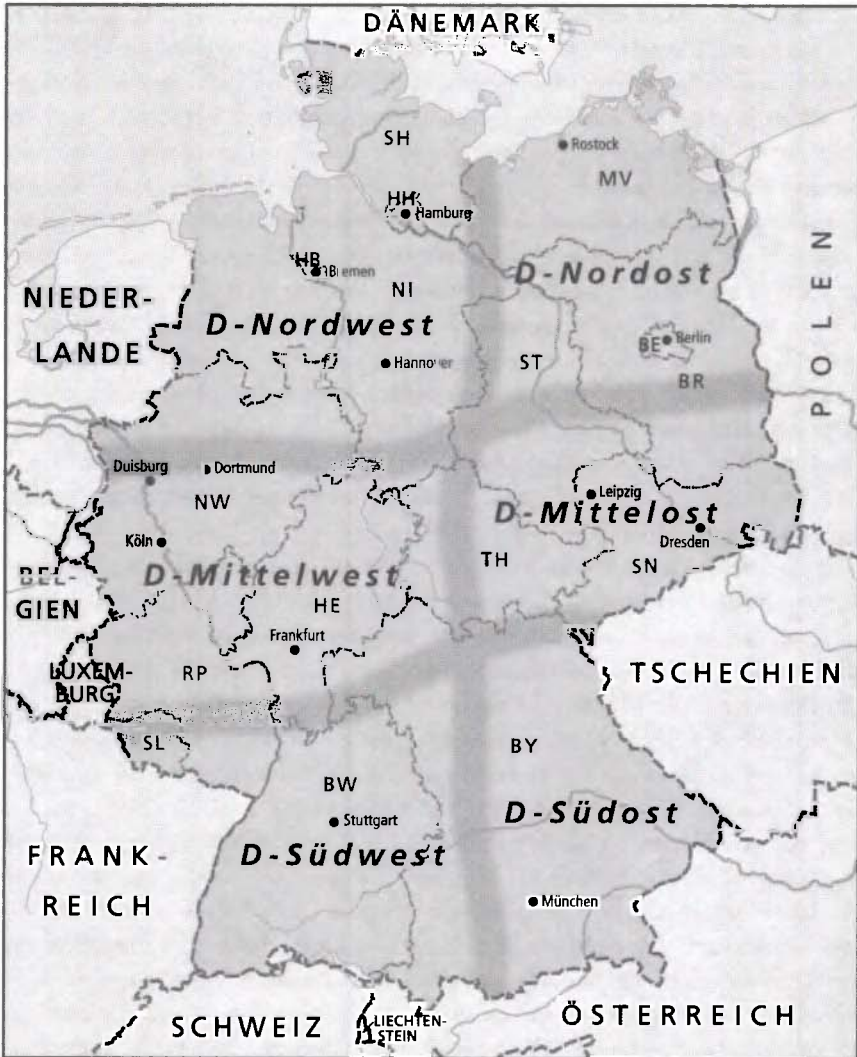 DÄNEMARK
SH
Rostock
MV
HH
Hamburg
HB
Bremen
NI
D-Nordost
POLEN
NIEDER-
LANDE
D-Nordwest
Hannover
ST
BE
Berlin
BR
Duisburg
Dortmund
NW
Leipzig
D-Mittelost
Dresden
Köln
TH
SN
BEL-
GIEN
D-Mittelwest
HE
Frankfurt
LUXEM-
BURG
RP
TSCHECHIEN
SL
BY
BW
Stuttgart
D-Südost
D-Südwest
FRANK-
REICH
München
SCHWEIZ
LIECHTEN-
STEIN
ÖSTERREICH